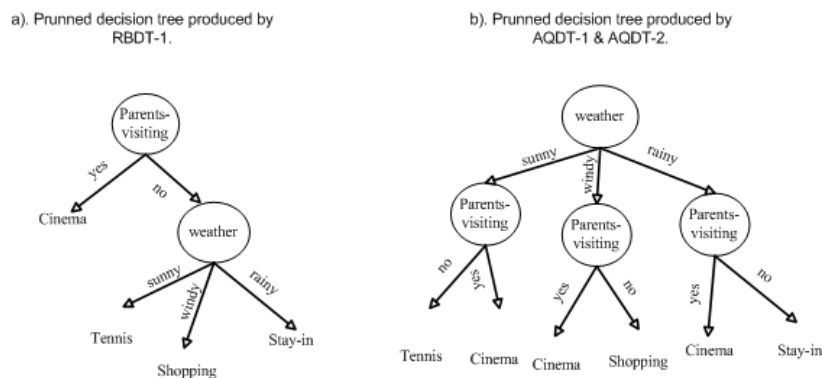 a). Prunned decision tree produced by
RBDT-1.
Parents-
visiting
yes
no
Cinema
weather
sunny
windy
rainy
Tennis
Shopping
Stay-in
b). Prunned decision tree produced by
AQDT-1 & AQDT-2.
weather
sunny
windy
rainy
Parents-
visiting
Parents-
visiting
Parents-
visiting
no
yes
yes
no
yes
no
Tennis
Cinema
Cinema
Shopping
Cinema
Stay-in